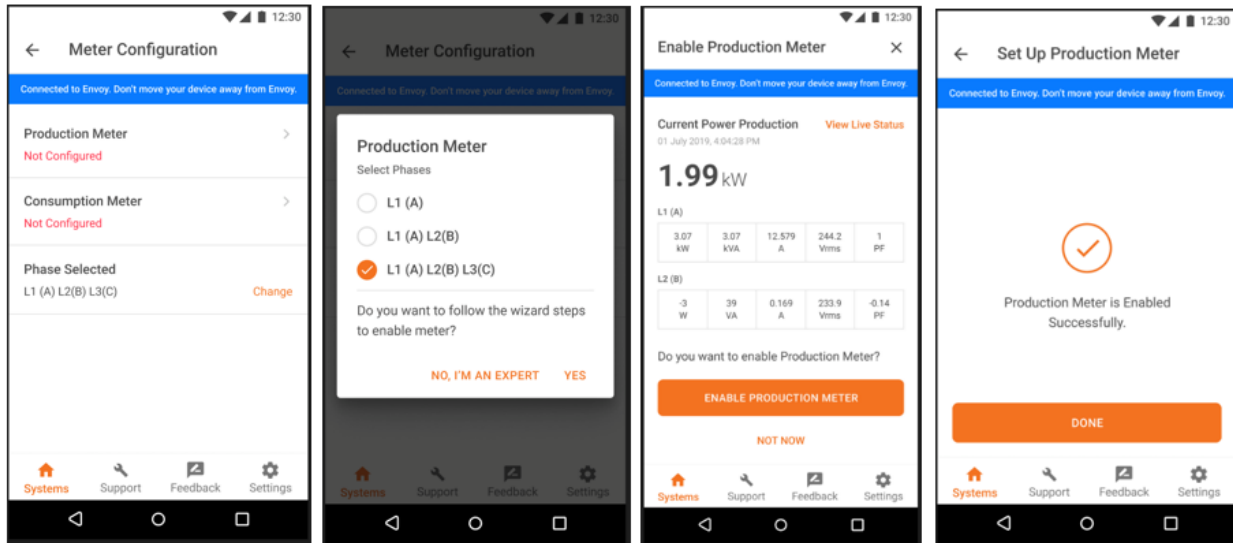 12:30
Meter Configuration
Connected to Envoy. Don't move your device away from Envoy.
Production Meter
Not Configured
Consumption Meter
Not Configured
Phase Selected
L1 (A) L2(B) L3(C)
Change
Systems
Support
Feedback
Settings
12:30
Meter Configuration
Connected to Envoy. Don't move your device away from Envoy.
Production Meter
Select Phases
L1 (A)
L1 (A) L2(B)
L1 (A) L2(B) L3(C)
Do you want to follow the wizard steps
to enable meter?
NO, I'M AN EXPERT YES
Systems
Support
Feedback
Settings
12:30
Enable Production Meter
Connected to Envoy. Don't move your device away from Envoy.
Current Power Production View Live Status
01 July 2019, 4:04:28 PM
1.99 kW
L1 (A)
3.07 3.07 12.579 244.2 1
kW kVA A Vrms PF
L2 (B)
-3 39 0.169 233.9 -0.14
W VA A Vrms PF
Do you want to enable Production Meter?
ENABLE PRODUCTION METER
NOT NOW
Systems
Support
Feedback
Settings
12:30
Set Up Production Meter
Connected to Envoy. Don't move your device away from Envoy.
Production Meter is Enabled
Successfully.
DONE
Systems
Support
Feedback
Settings